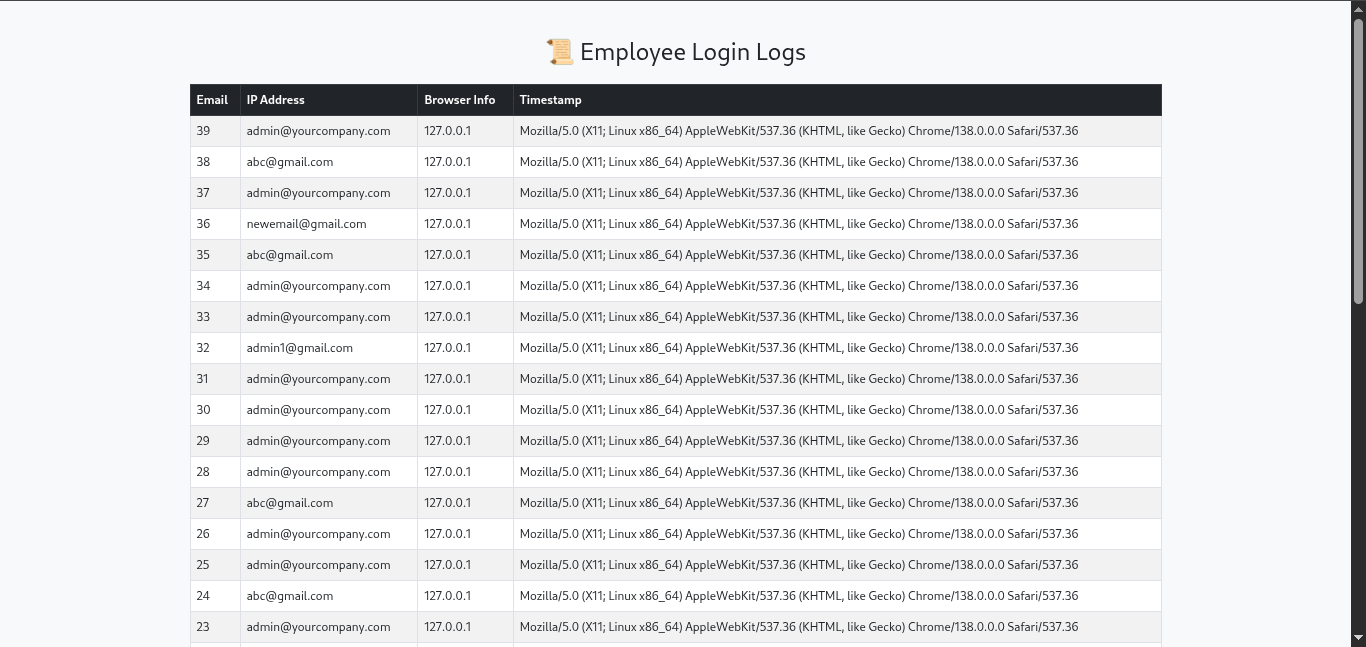 📜 Employee Login Logs
Email IP Address Browser Info Timestamp
39 admin@yourcompany.com 127.0.0.1 Mozilla/5.0 (X11; Linux x86_64) AppleWebKit/537.36 (KHTML, like Gecko) Chrome/138.0.0.0 Safari/537.36
38 abc@gmail.com 127.0.0.1 Mozilla/5.0 (X11; Linux x86_64) AppleWebKit/537.36 (KHTML, like Gecko) Chrome/138.0.0.0 Safari/537.36
37 admin@yourcompany.com 127.0.0.1 Mozilla/5.0 (X11; Linux x86_64) AppleWebKit/537.36 (KHTML, like Gecko) Chrome/138.0.0.0 Safari/537.36
36 newemail@gmail.com 127.0.0.1 Mozilla/5.0 (X11; Linux x86_64) AppleWebKit/537.36 (KHTML, like Gecko) Chrome/138.0.0.0 Safari/537.36
35 abc@gmail.com 127.0.0.1 Mozilla/5.0 (X11; Linux x86_64) AppleWebKit/537.36 (KHTML, like Gecko) Chrome/138.0.0.0 Safari/537.36
34 admin@yourcompany.com 127.0.0.1 Mozilla/5.0 (X11; Linux x86_64) AppleWebKit/537.36 (KHTML, like Gecko) Chrome/138.0.0.0 Safari/537.36
33 admin@yourcompany.com 127.0.0.1 Mozilla/5.0 (X11; Linux x86_64) AppleWebKit/537.36 (KHTML, like Gecko) Chrome/138.0.0.0 Safari/537.36
32 admin1@gmail.com 127.0.0.1 Mozilla/5.0 (X11; Linux x86_64) AppleWebKit/537.36 (KHTML, like Gecko) Chrome/138.0.0.0 Safari/537.36
31 admin@yourcompany.com 127.0.0.1 Mozilla/5.0 (X11; Linux x86_64) AppleWebKit/537.36 (KHTML, like Gecko) Chrome/138.0.0.0 Safari/537.36
30 admin@yourcompany.com 127.0.0.1 Mozilla/5.0 (X11; Linux x86_64) AppleWebKit/537.36 (KHTML, like Gecko) Chrome/138.0.0.0 Safari/537.36
29 admin@yourcompany.com 127.0.0.1 Mozilla/5.0 (X11; Linux x86_64) AppleWebKit/537.36 (KHTML, like Gecko) Chrome/138.0.0.0 Safari/537.36
28 admin@yourcompany.com 127.0.0.1 Mozilla/5.0 (X11; Linux x86_64) AppleWebKit/537.36 (KHTML, like Gecko) Chrome/138.0.0.0 Safari/537.36
27 abc@gmail.com 127.0.0.1 Mozilla/5.0 (X11; Linux x86_64) AppleWebKit/537.36 (KHTML, like Gecko) Chrome/138.0.0.0 Safari/537.36
26 admin@yourcompany.com 127.0.0.1 Mozilla/5.0 (X11; Linux x86_64) AppleWebKit/537.36 (KHTML, like Gecko) Chrome/138.0.0.0 Safari/537.36
25 admin@yourcompany.com 127.0.0.1 Mozilla/5.0 (X11; Linux x86_64) AppleWebKit/537.36 (KHTML, like Gecko) Chrome/138.0.0.0 Safari/537.36
24 abc@gmail.com 127.0.0.1 Mozilla/5.0 (X11; Linux x86_64) AppleWebKit/537.36 (KHTML, like Gecko) Chrome/138.0.0.0 Safari/537.36
23 admin@yourcompany.com 127.0.0.1 Mozilla/5.0 (X11; Linux x86_64) AppleWebKit/537.36 (KHTML, like Gecko) Chrome/138.0.0.0 Safari/537.36